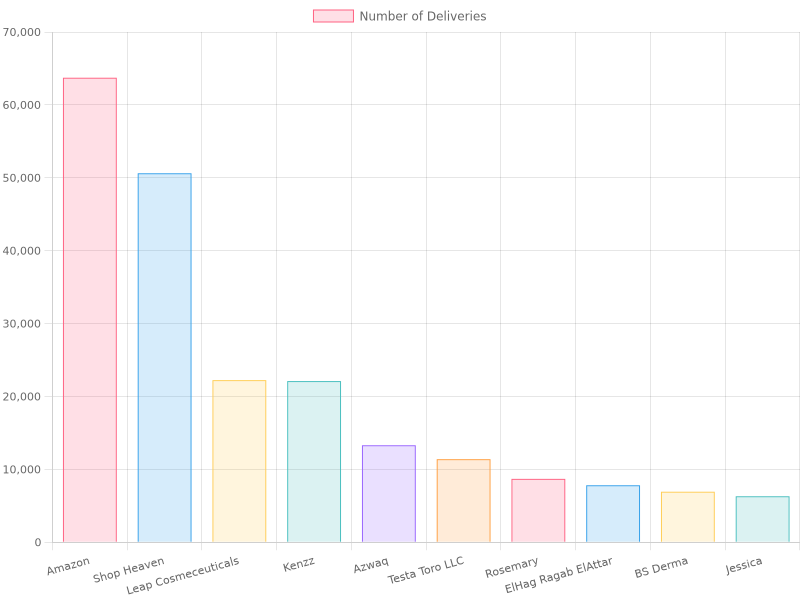 Number of Deliveries
70,000
60,000
50,000
40,000
30,000
20,000
10,000
0
Amazon
Shop Heaven
Leap Cosmeceuticals
Kenzz
Azwaq
Testa Toro LLC
Rosemary
ElHag Ragab ElAttar
BS Derma
Jessica